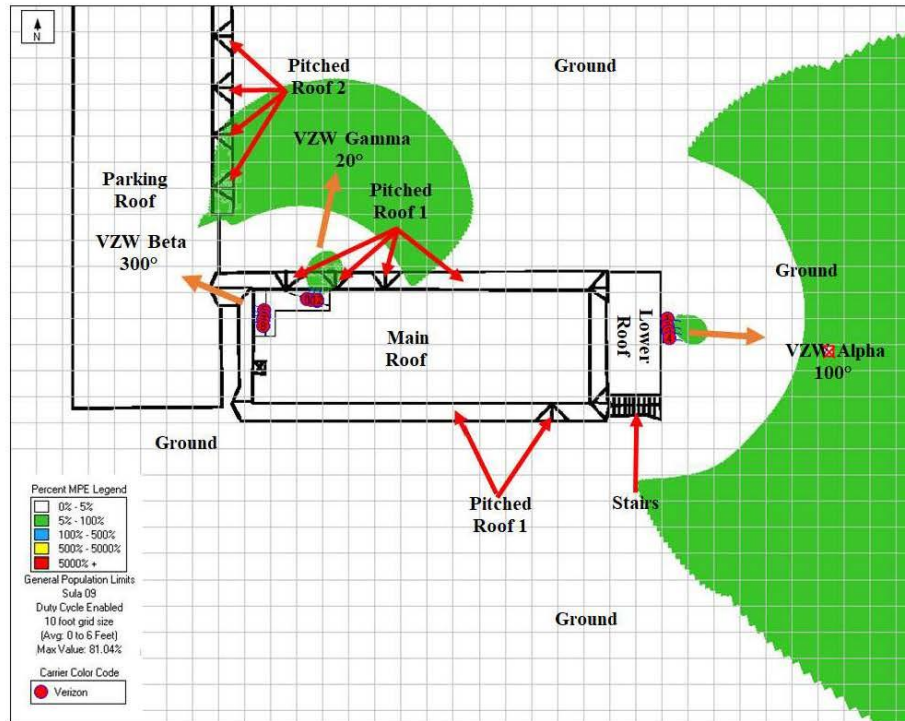 N
Pitched
Roof 2
Ground
VZW Gamma
20°
Parking
Roof
Pitched
Roof 1
VZW Beta
300°
Ground
Main
Roof
Lower
Roof
VZW Alpha
100°
Ground
Pitched
Roof 1
Stairs
Ground
Percent MPE Legend
0% - 5%
5% - 100%
100% - 500%
500% - 5000%
5000% +
General Population Limits
Sula 09
Duty Cycle Enabled
10 foot grid size
(Avg: 0 to 6 Feet)
Max Value: 81.04%
Carrier Color Code
Verizon